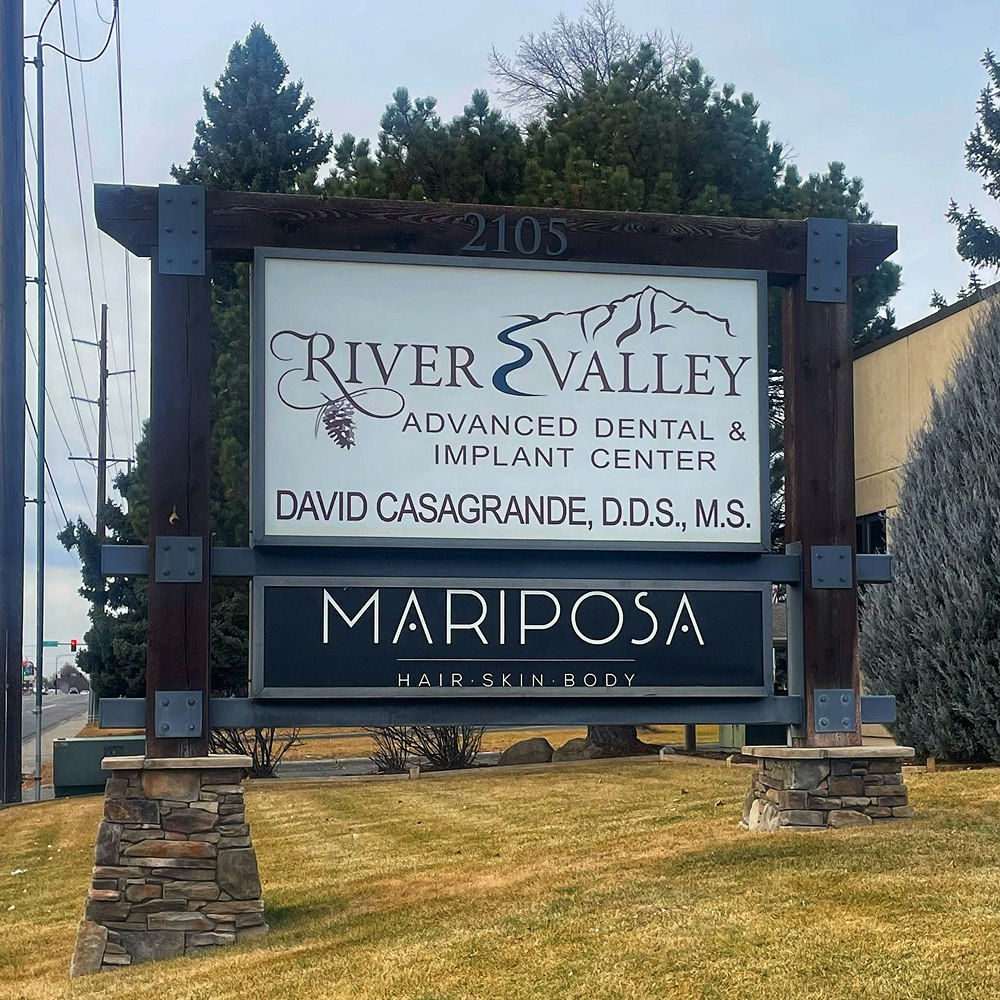 2105
RIVER VALLEY
ADVANCED DENTAL &
IMPLANT CENTER
DAVID CASAGRANDE, D.D.S., M.S.
MARIPOSA
HAIR · SKIN · BODY